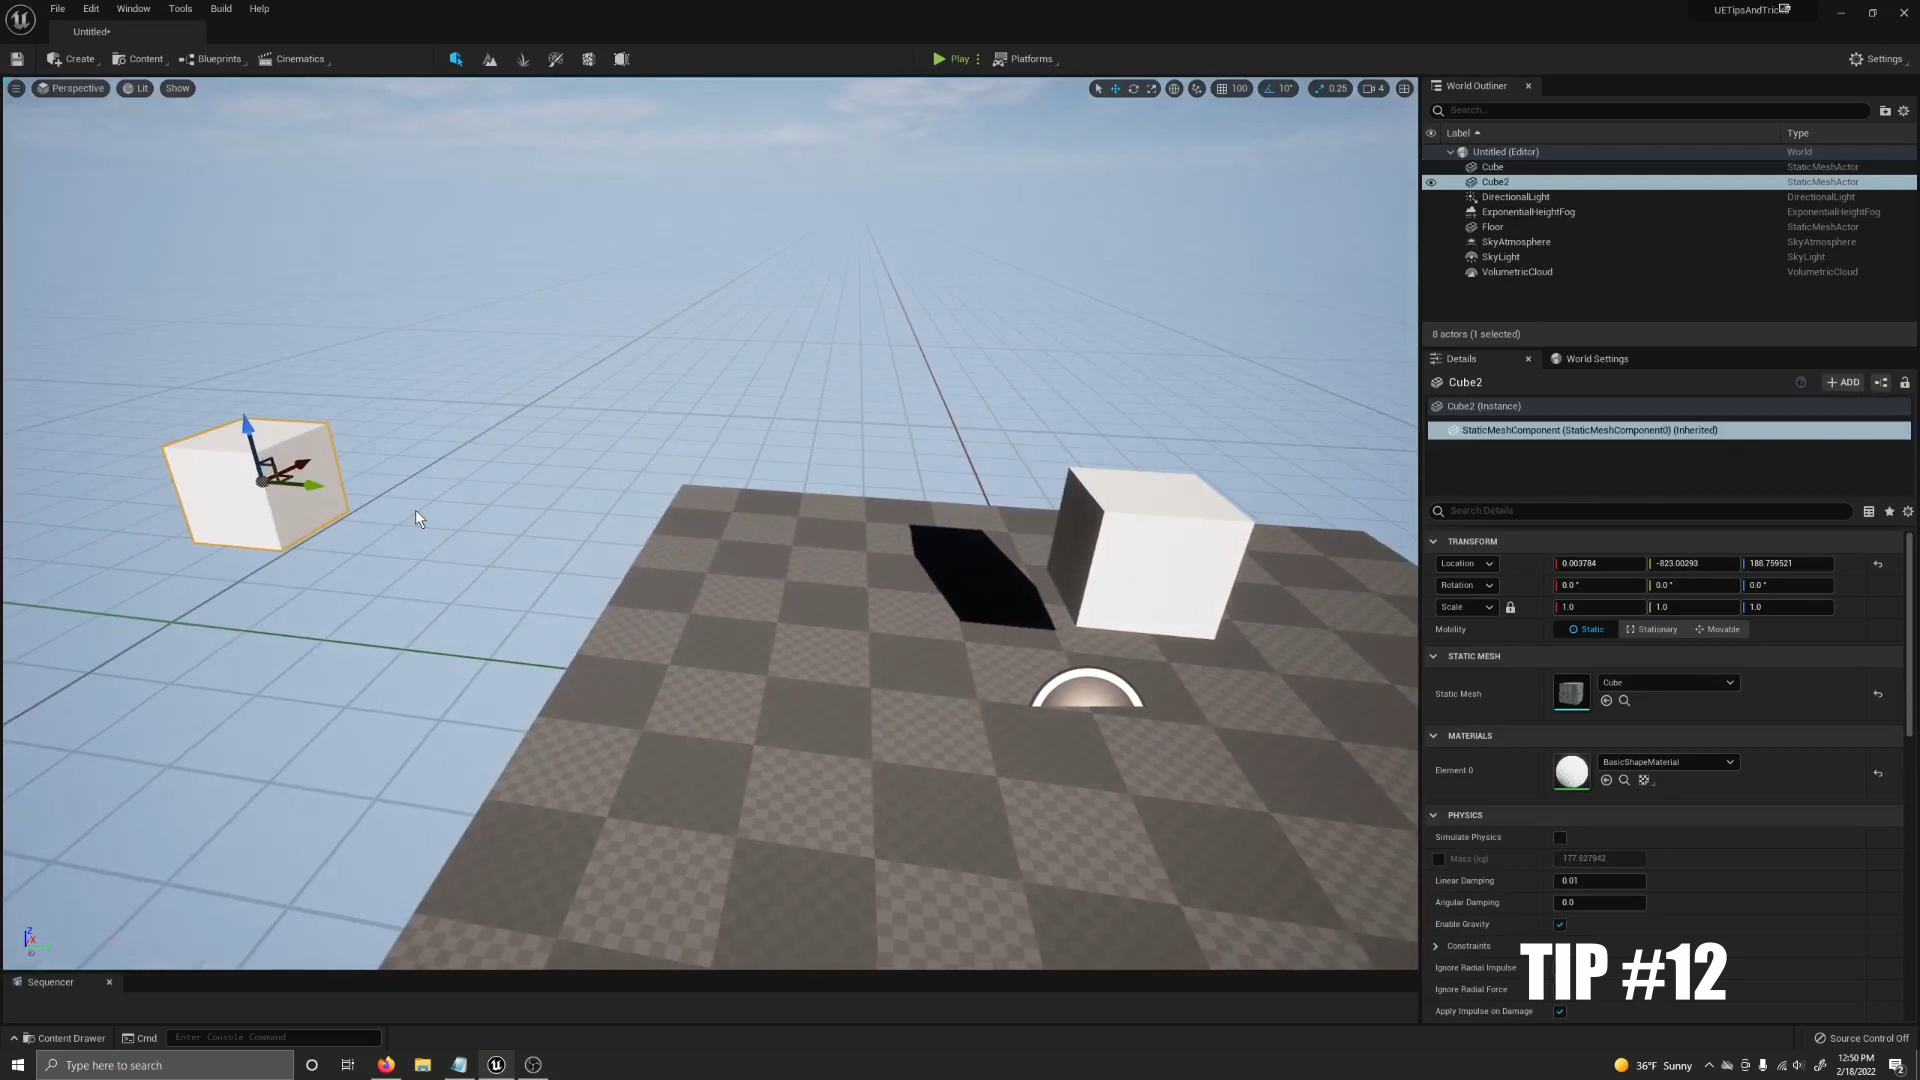 File Edit Window Tools Build Help
Untitled*
Create Content Blueprints Cinematics Play Platforms Settings
Perspective Lit Show 100 10° 0.25 4
World Outliner
Search...
Label Type
Untitled (Editor) World
Cube StaticMeshActor
Cube2 StaticMeshActor
DirectionalLight DirectionalLight
ExponentialHeightFog ExponentialHeightFog
Floor StaticMeshActor
SkyAtmosphere SkyAtmosphere
SkyLight SkyLight
VolumetricCloud VolumetricCloud
8 actors (1 selected)
Details World Settings
Cube2 + ADD
Cube2 (Instance)
StaticMeshComponent (StaticMeshComponent0) (Inherited)
Search Details
TRANSFORM
Location 0.003784 -823.00293 188.759521
Rotation 0.0° 0.0° 0.0°
Scale 1.0 1.0 1.0
Mobility Static Stationary Movable
STATIC MESH
Static Mesh Cube
MATERIALS
Element 0 BasicShapeMaterial
PHYSICS
Simulate Physics
Mass (kg) 177.827942
Linear Damping 0.01
Angular Damping 0.0
Enable Gravity
Constraints
Ignore Radial Impulse
Ignore Radial Force
Apply Impulse on Damage
TIP #12
Z X
Sequencer
Content Drawer Cmd Enter Console Command Source Control Off
Type here to search 36°F Sunny 12:50 PM
2/18/2022
2